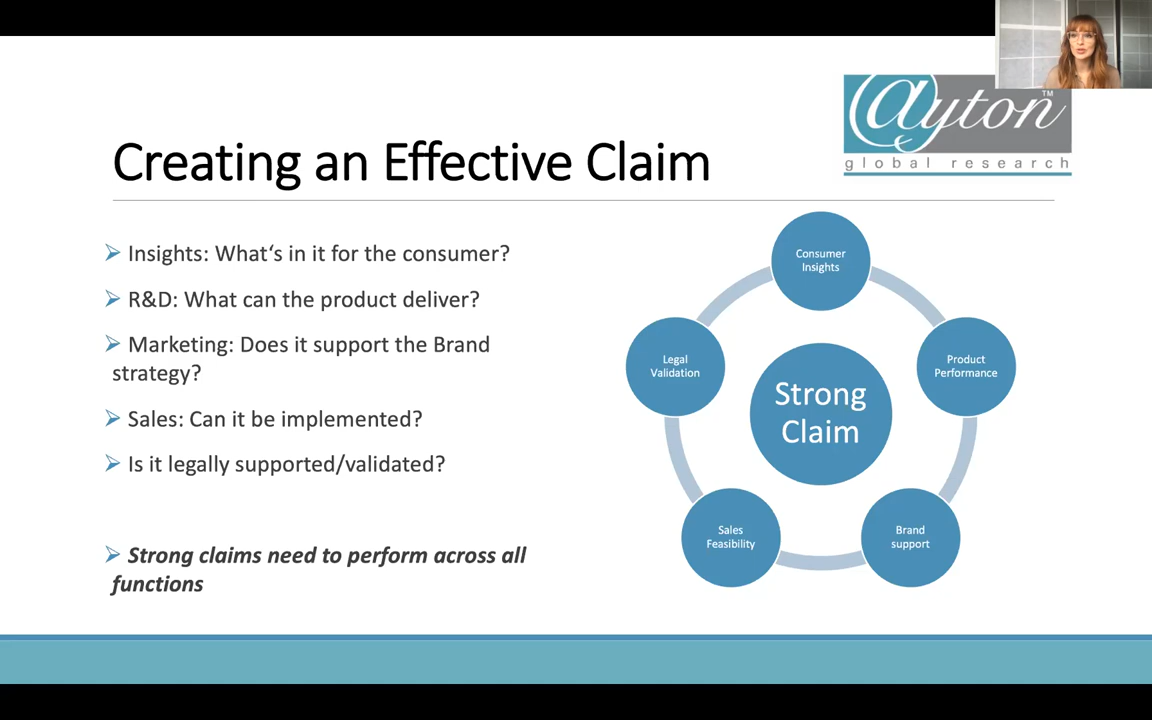 @yton™
global research
Creating an Effective Claim
Insights: What‘s in it for the consumer?
R&D: What can the product deliver?
Marketing: Does it support the Brand
strategy?
Sales: Can it be implemented?
Is it legally supported/validated?
Strong claims need to perform across all
functions
Consumer
Insights
Legal
Validation
Product
Performance
Strong
Claim
Sales
Feasibility
Brand
support